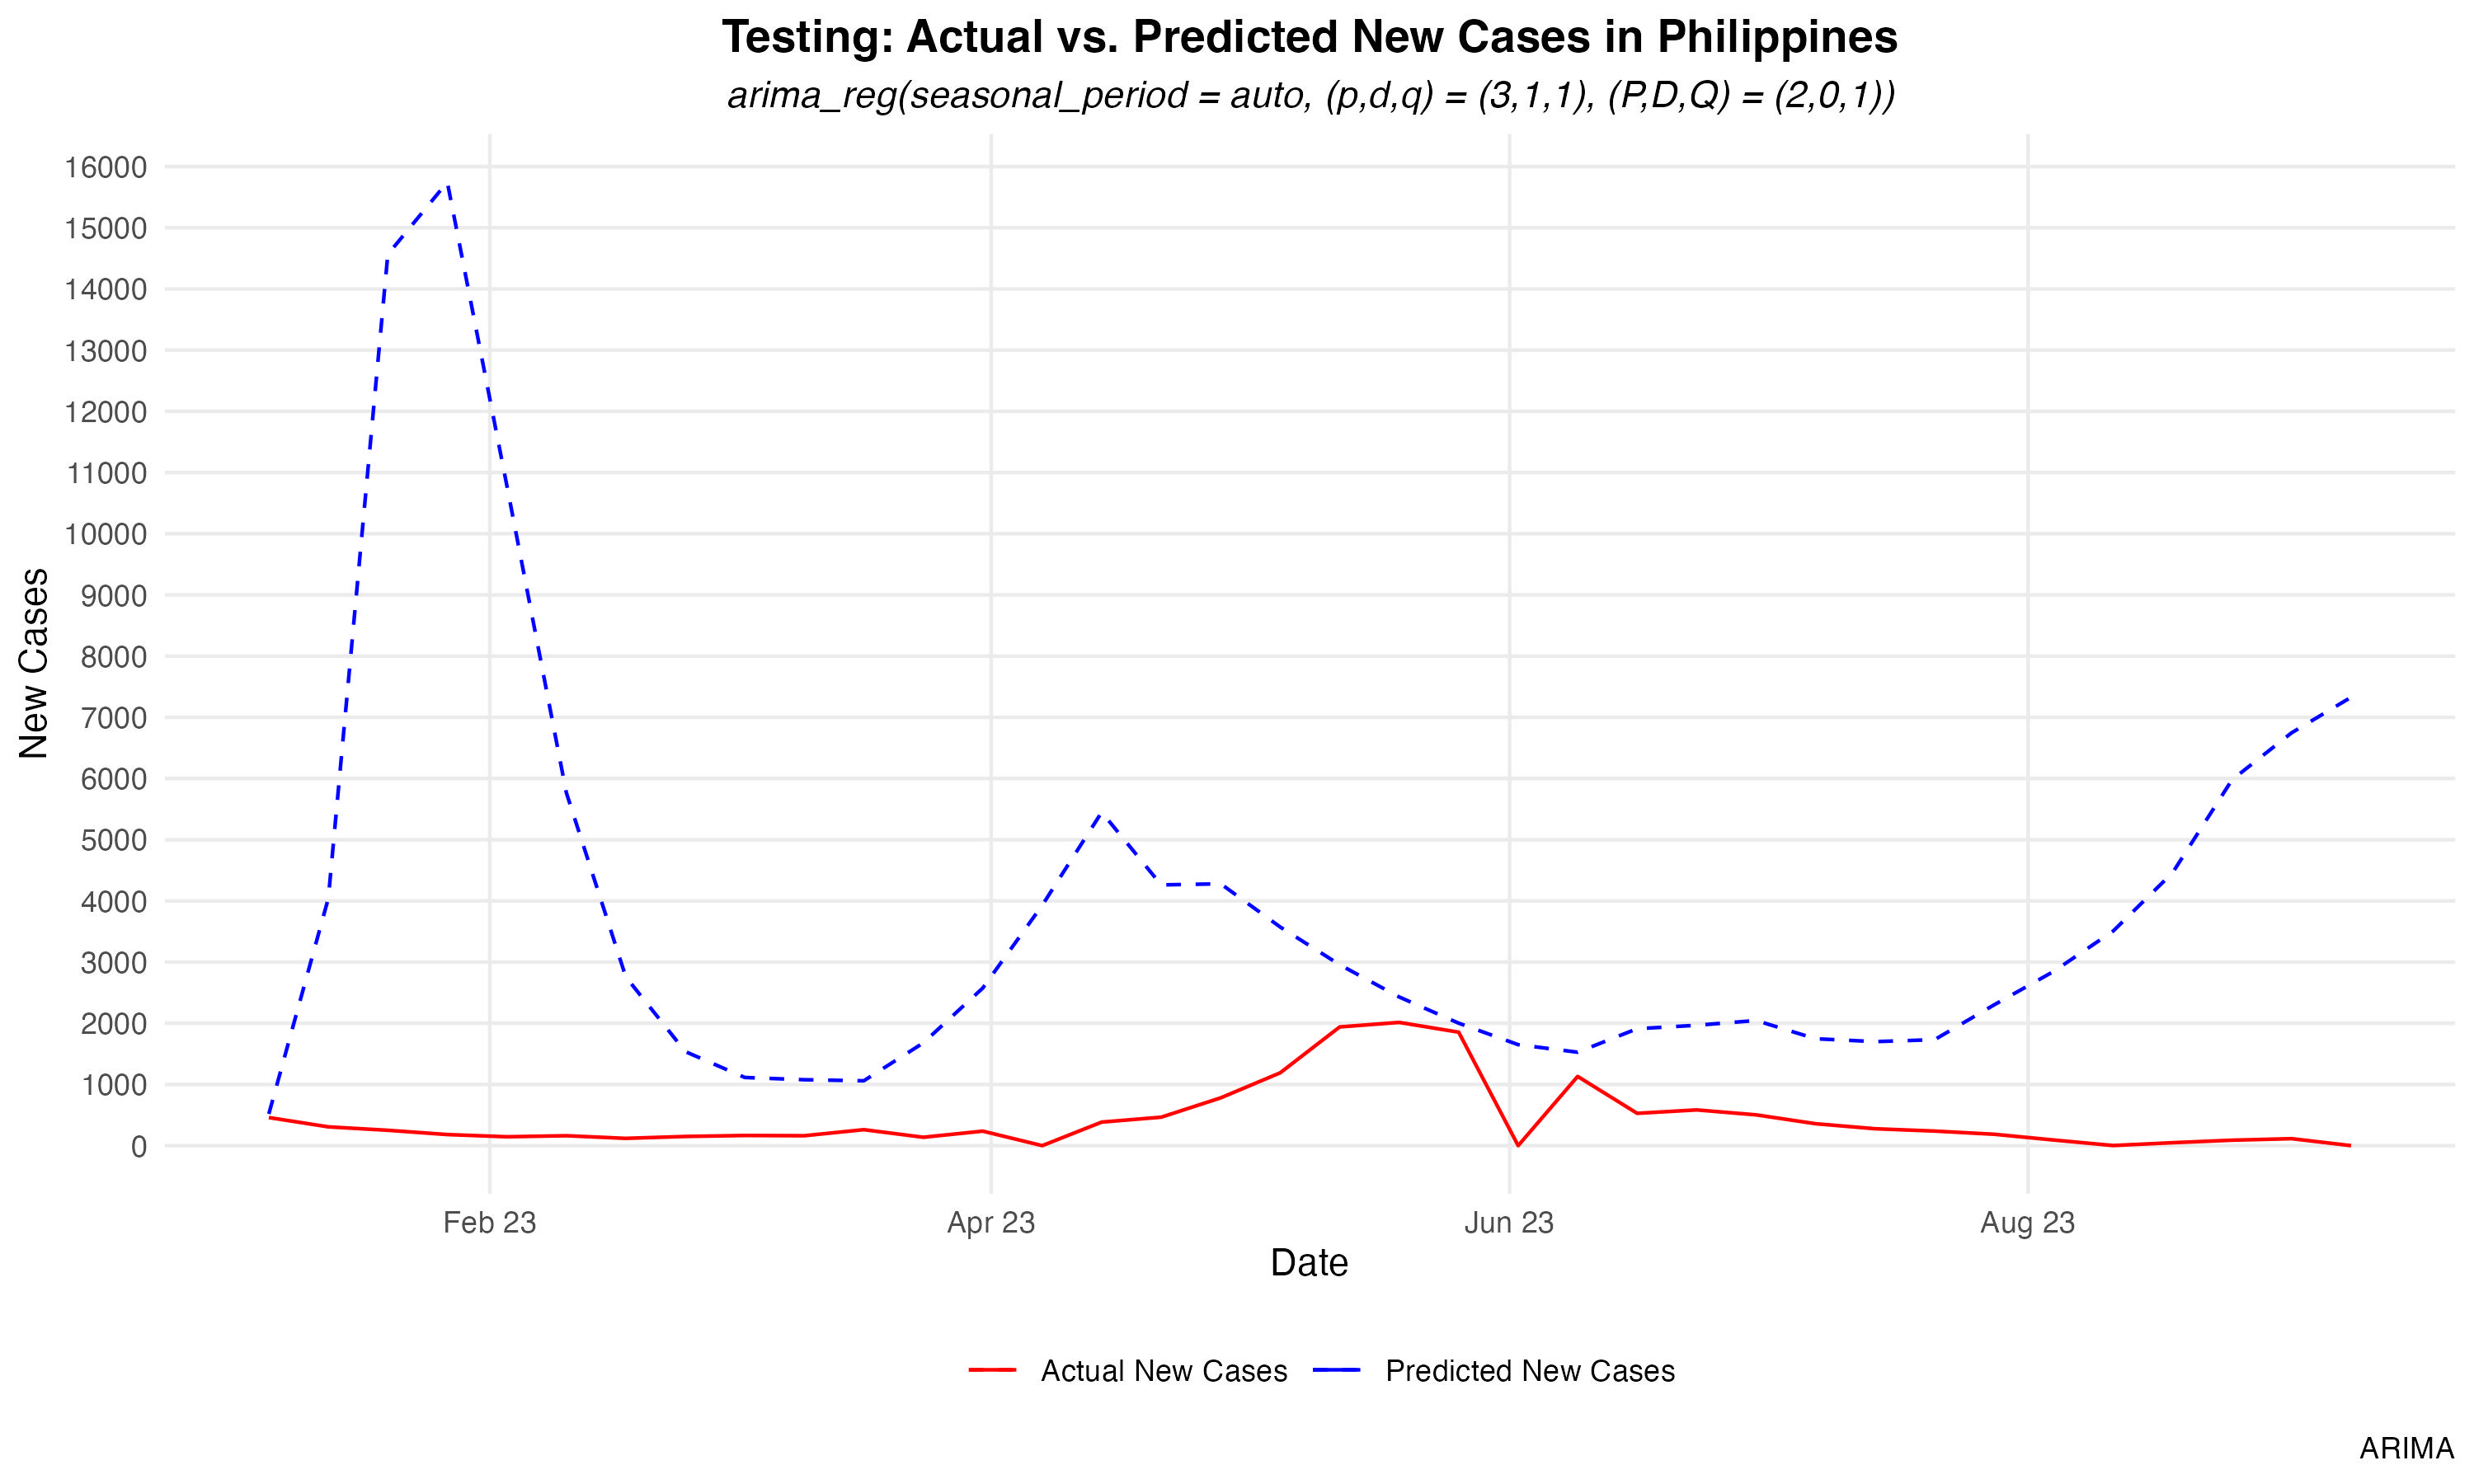 Testing: Actual vs. Predicted New Cases in Philippines
arima_reg(seasonal_period = auto, (p,d,q) = (3,1,1), (P,D,Q) = (2,0,1))
New Cases
16000
15000
14000
13000
12000
11000
10000
9000
8000
7000
6000
5000
4000
3000
2000
1000
0
Feb 23 Apr 23 Jun 23 Aug 23
Date
Actual New Cases Predicted New Cases
ARIMA